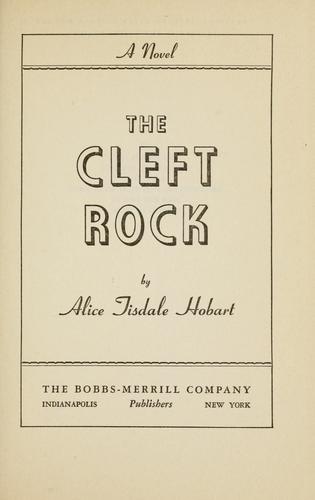 A Novel
THE
CLEFT
ROCK
by
Alice Tisdale Hobart
THE BOBBS-MERRILL COMPANY
INDIANAPOLIS Publishers NEW YORK